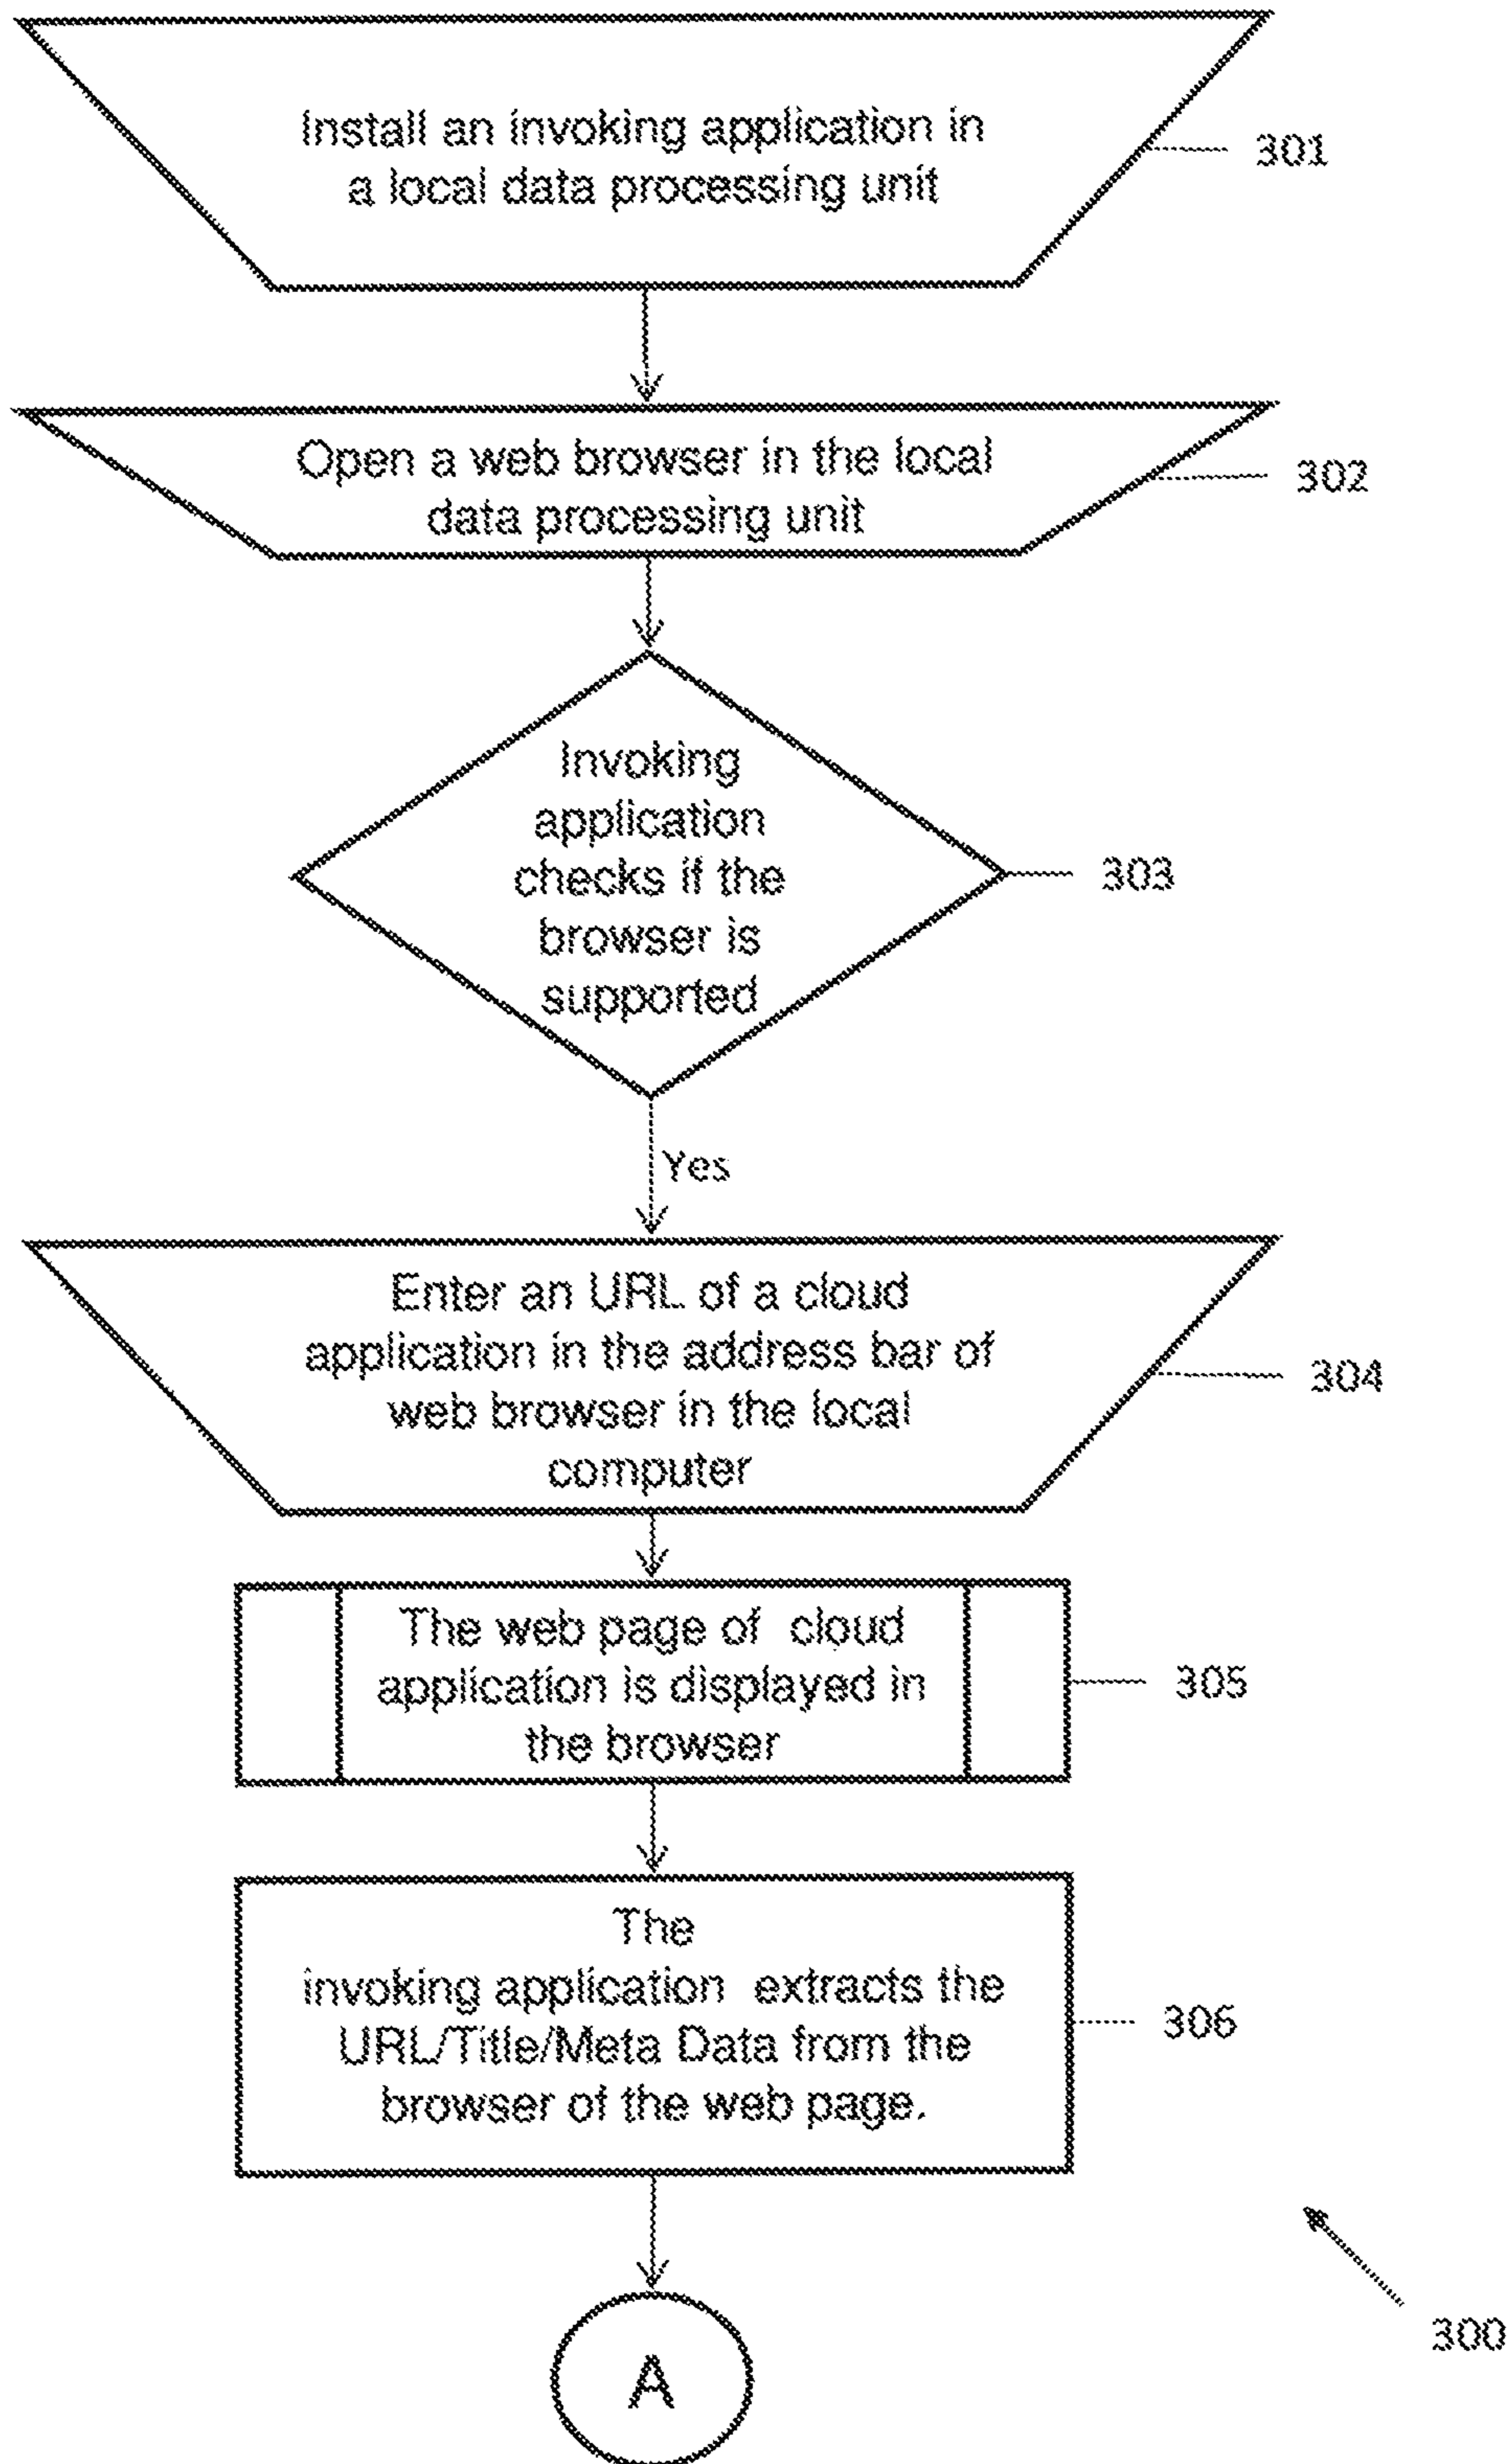 Install an invoking application in
a local data processing unit
301
Open a web browser in the local
data processing unit
302
Invoking
application
checks if the
browser is
supported
303
Yes
Enter an URL of a cloud
application in the address bar of
web browser in the local
computer
304
The web page of cloud
application is displayed in
the browser
305
The
invoking application extracts the
URL/Title/Meta Data from the
browser of the web page.
306
300
A